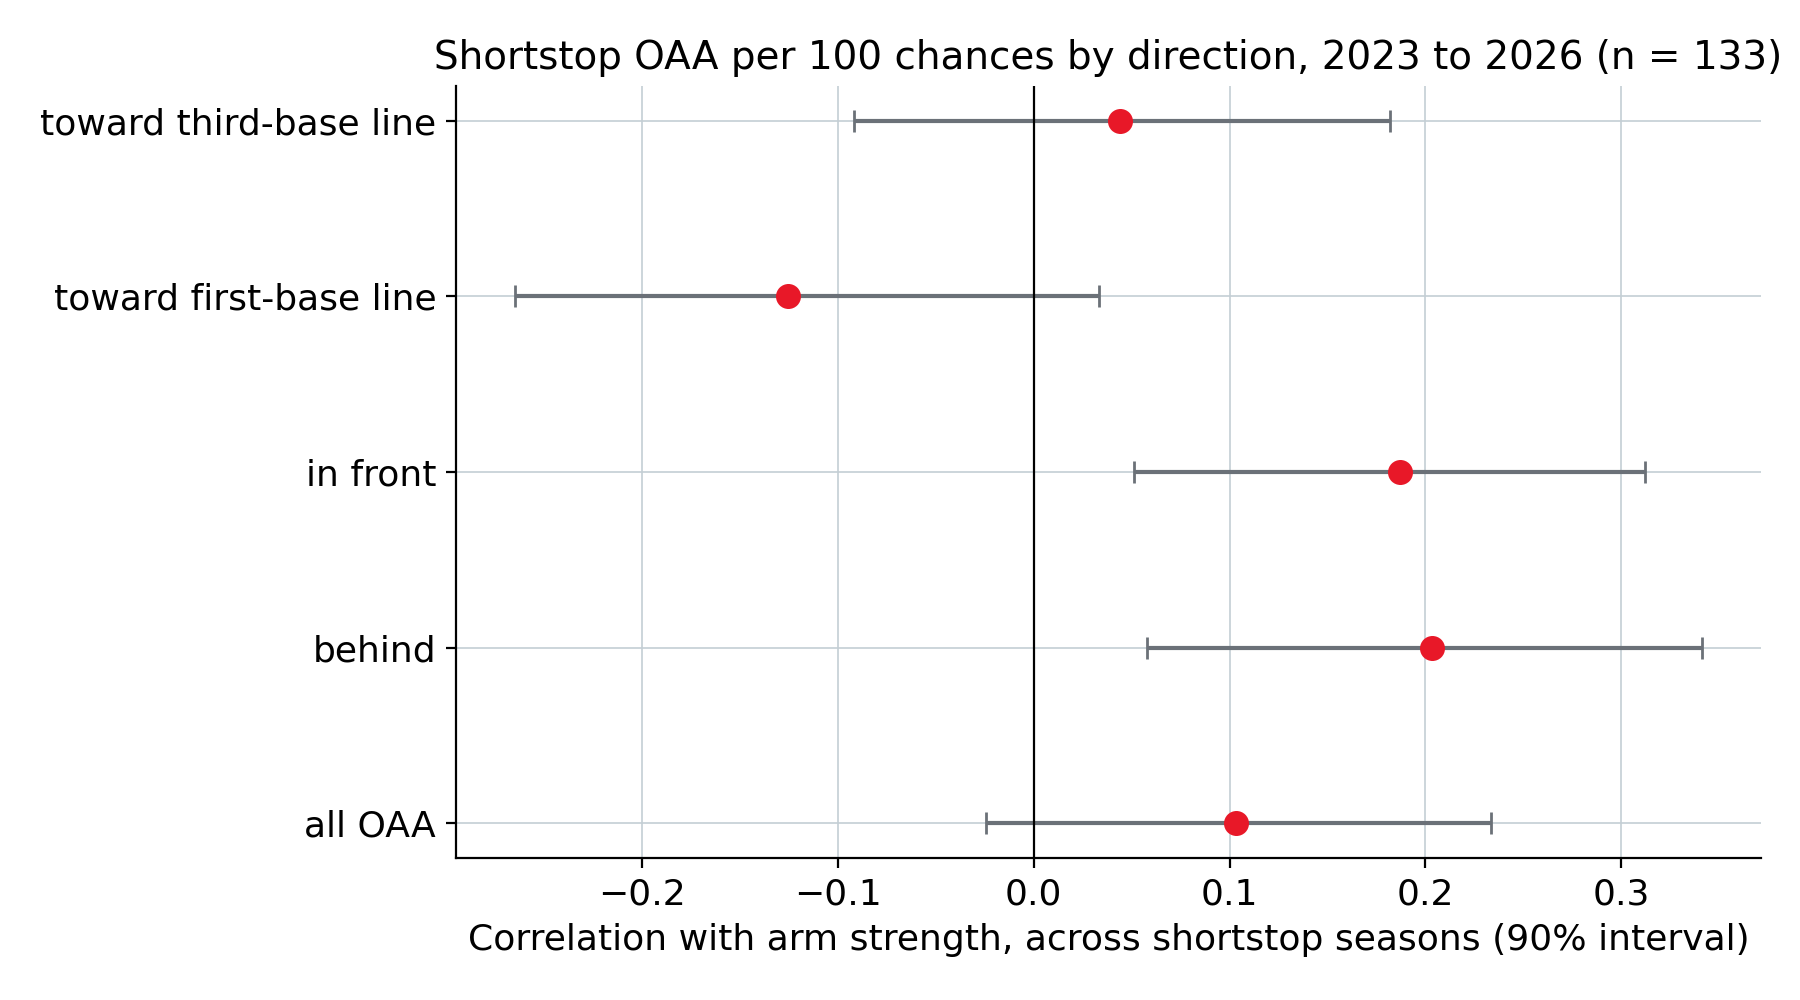 Shortstop OAA per 100 chances by direction, 2023 to 2026 (n = 133)
toward third-base line
toward first-base line
in front
behind
all OAA
−0.2 −0.1 0.0 0.1 0.2 0.3
Correlation with arm strength, across shortstop seasons (90% interval)